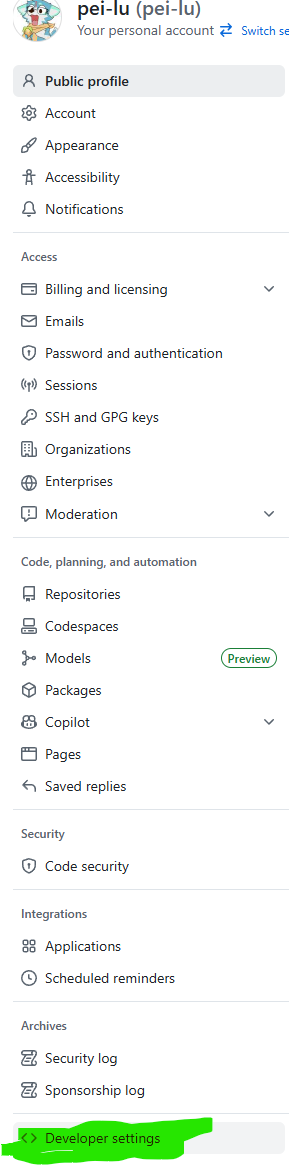 pei-lu (pei-lu)
Your personal account Switch se
Public profile
Account
Appearance
Accessibility
Notifications
Access
Billing and licensing
Emails
Password and authentication
Sessions
SSH and GPG keys
Organizations
Enterprises
Moderation
Code, planning, and automation
Repositories
Codespaces
Models Preview
Packages
Copilot
Pages
Saved replies
Security
Code security
Integrations
Applications
Scheduled reminders
Archives
Security log
Sponsorship log
Developer settings